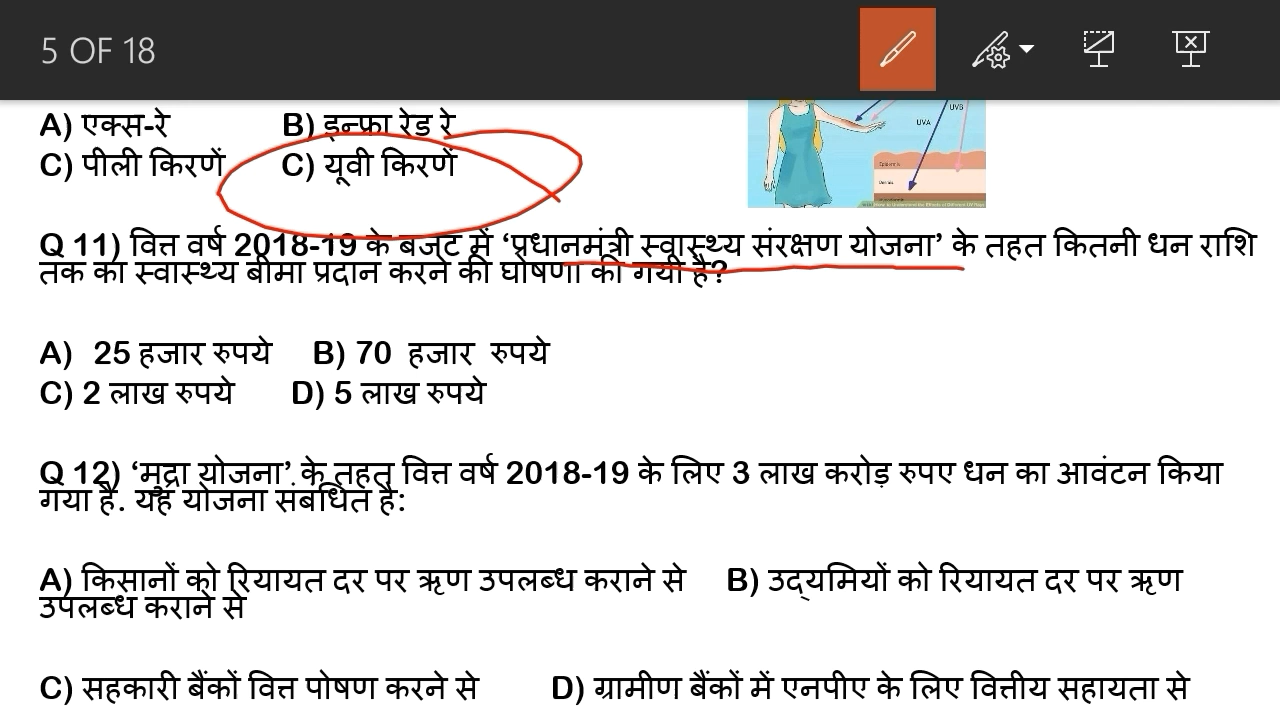 5 OF 18
A) एक्स-रे B) इन्फ्रा रेड रे
C) पीली किरणें C) यूवी किरणें
UVB
UVA
Epidermis
Dermis
Q 11) वित्त वर्ष 2018-19 के बजट में ‘प्रधानमंत्री स्वास्थ्य संरक्षण योजना’ के तहत कितनी धन राशि
तक का स्वास्थ्य बीमा प्रदान करने की घोषणा की गयी है?
A) 25 हजार रुपये B) 70 हजार रुपये
C) 2 लाख रुपये D) 5 लाख रुपये
Q 12) ‘मुद्रा योजना’ के तहत वित्त वर्ष 2018-19 के लिए 3 लाख करोड़ रुपए धन का आवंटन किया
गया है. यह योजना संबंधित है:
A) किसानों को रियायत दर पर ऋण उपलब्ध कराने से B) उद्यमियों को रियायत दर पर ऋण
उपलब्ध कराने से
C) सहकारी बैंकों वित्त पोषण करने से D) ग्रामीण बैंकों में एनपीए के लिए वित्तीय सहायता से